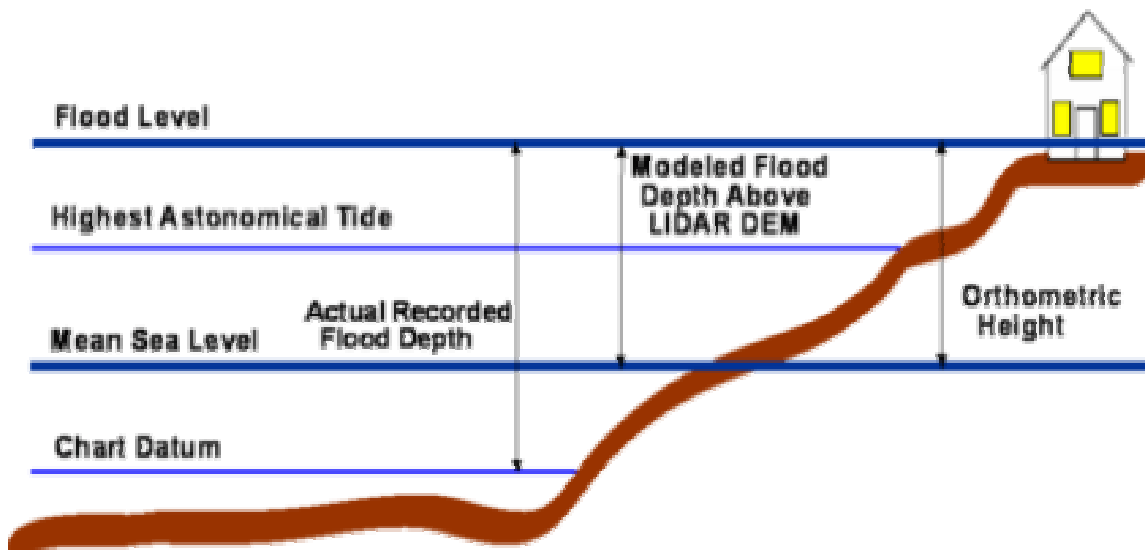 Flood Level
Modeled Flood
Depth Above
LIDAR DEM
Highest Astonomical Tide
Orthometric
Height
Actual Recorded
Flood Depth
Mean Sea Level
Chart Datum